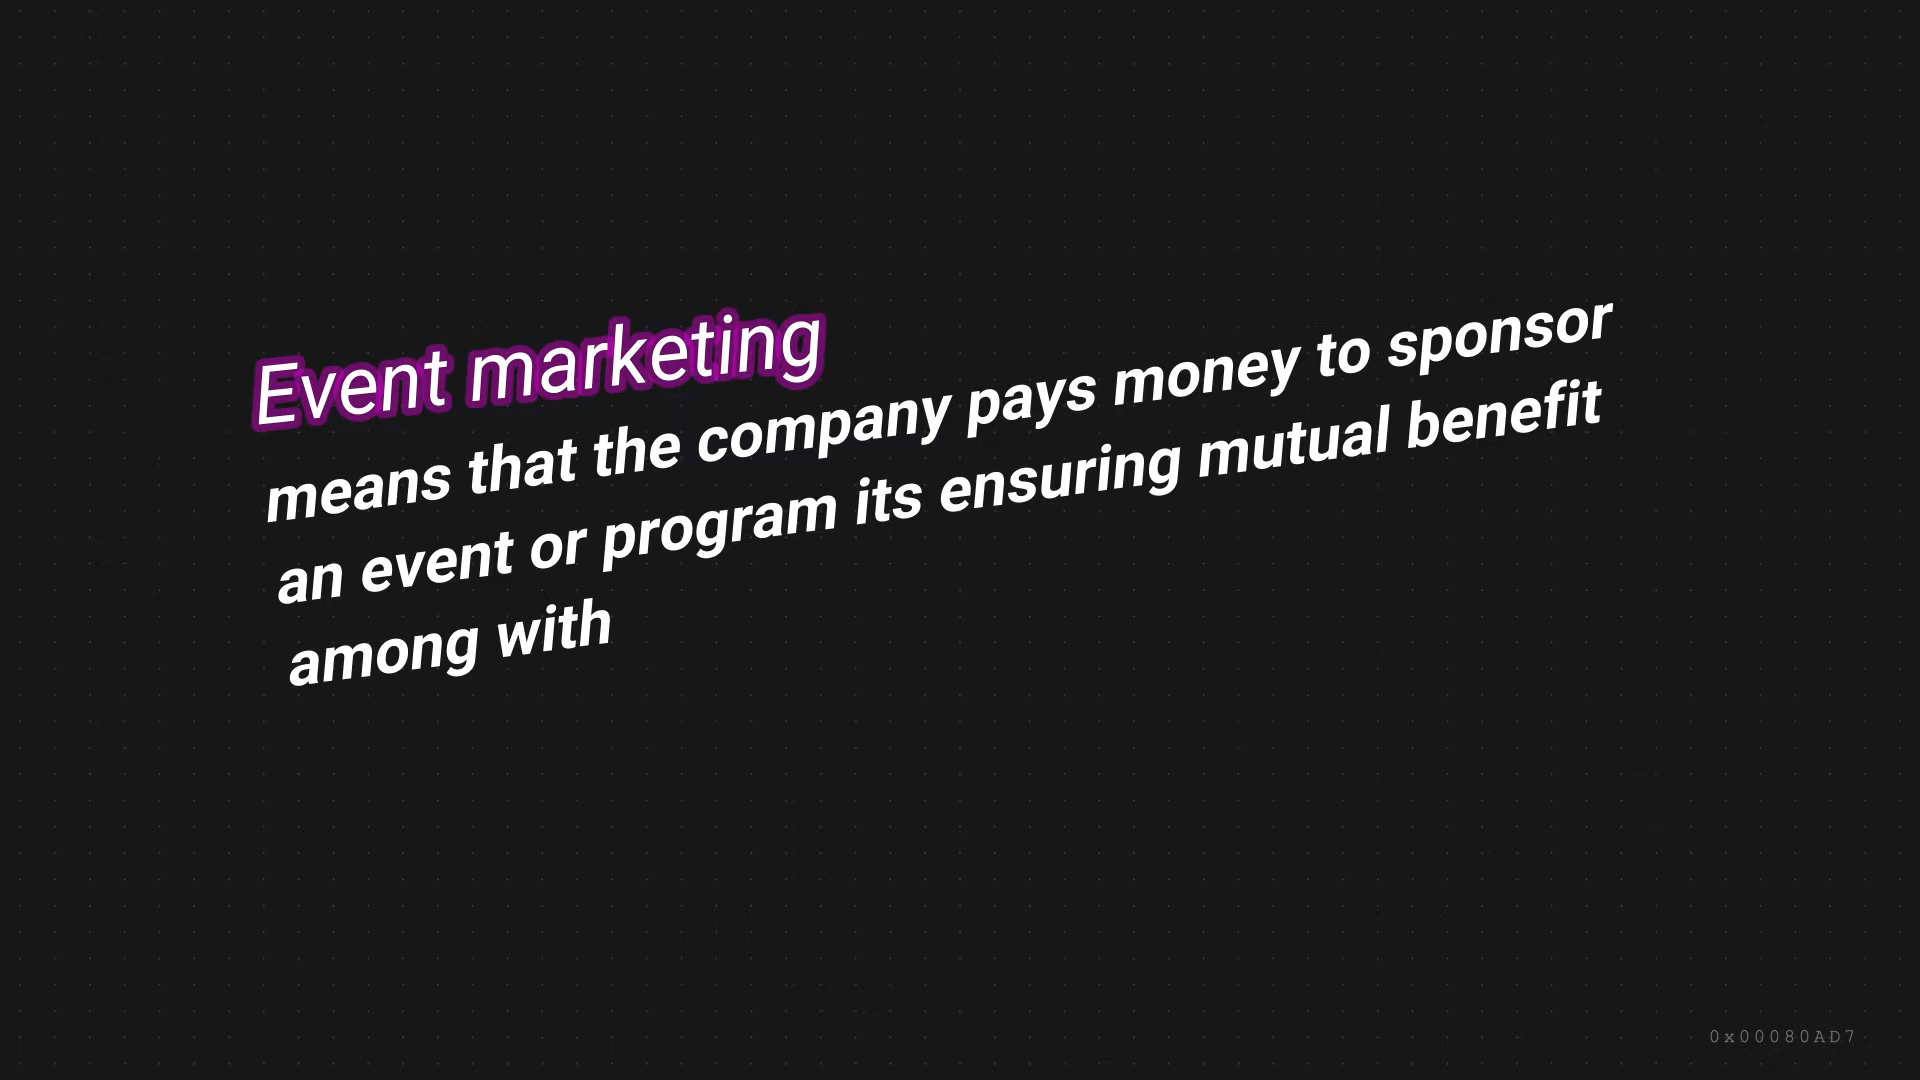 Event marketing
means that the company pays money to sponsor
an event or program its ensuring mutual benefit
among with
0x00080AD7